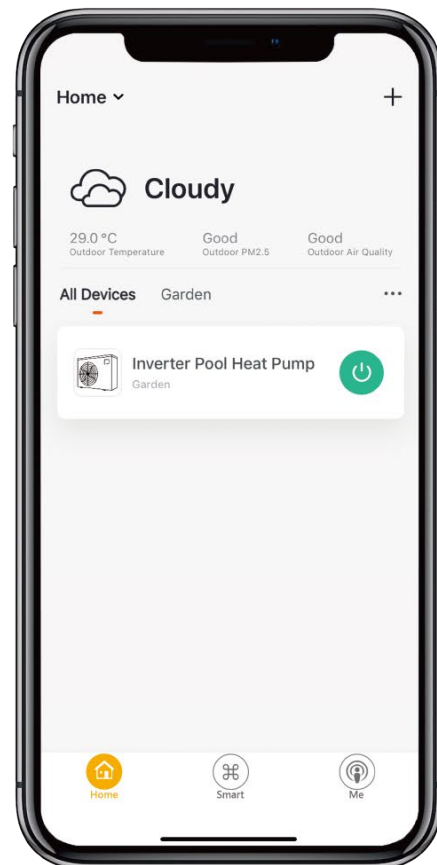 Home
Cloudy
29.0 °C Good Good
Outdoor Temperature Outdoor PM2.5 Outdoor Air Quality
All Devices Garden
Inverter Pool Heat Pump
Garden
Home Smart Me